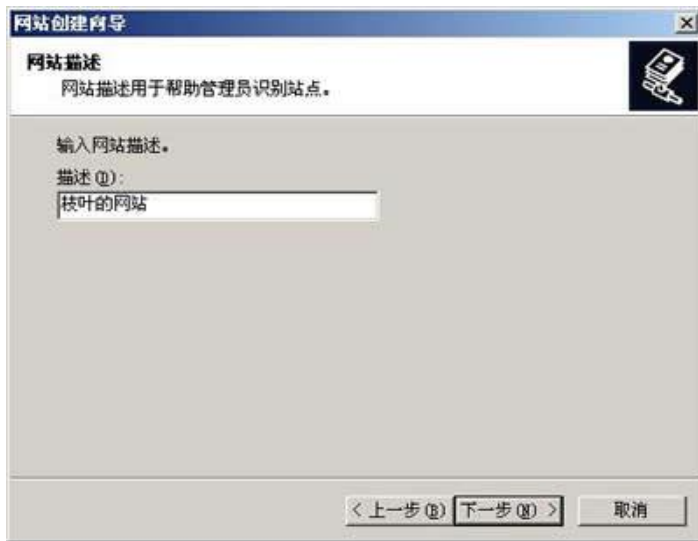 网站创建向导
网站描述
网站描述用于帮助管理员识别站点。
输入网站描述。
描述(D):
枝叶的网站
< 上一步(B) 下一步(N) > 取消